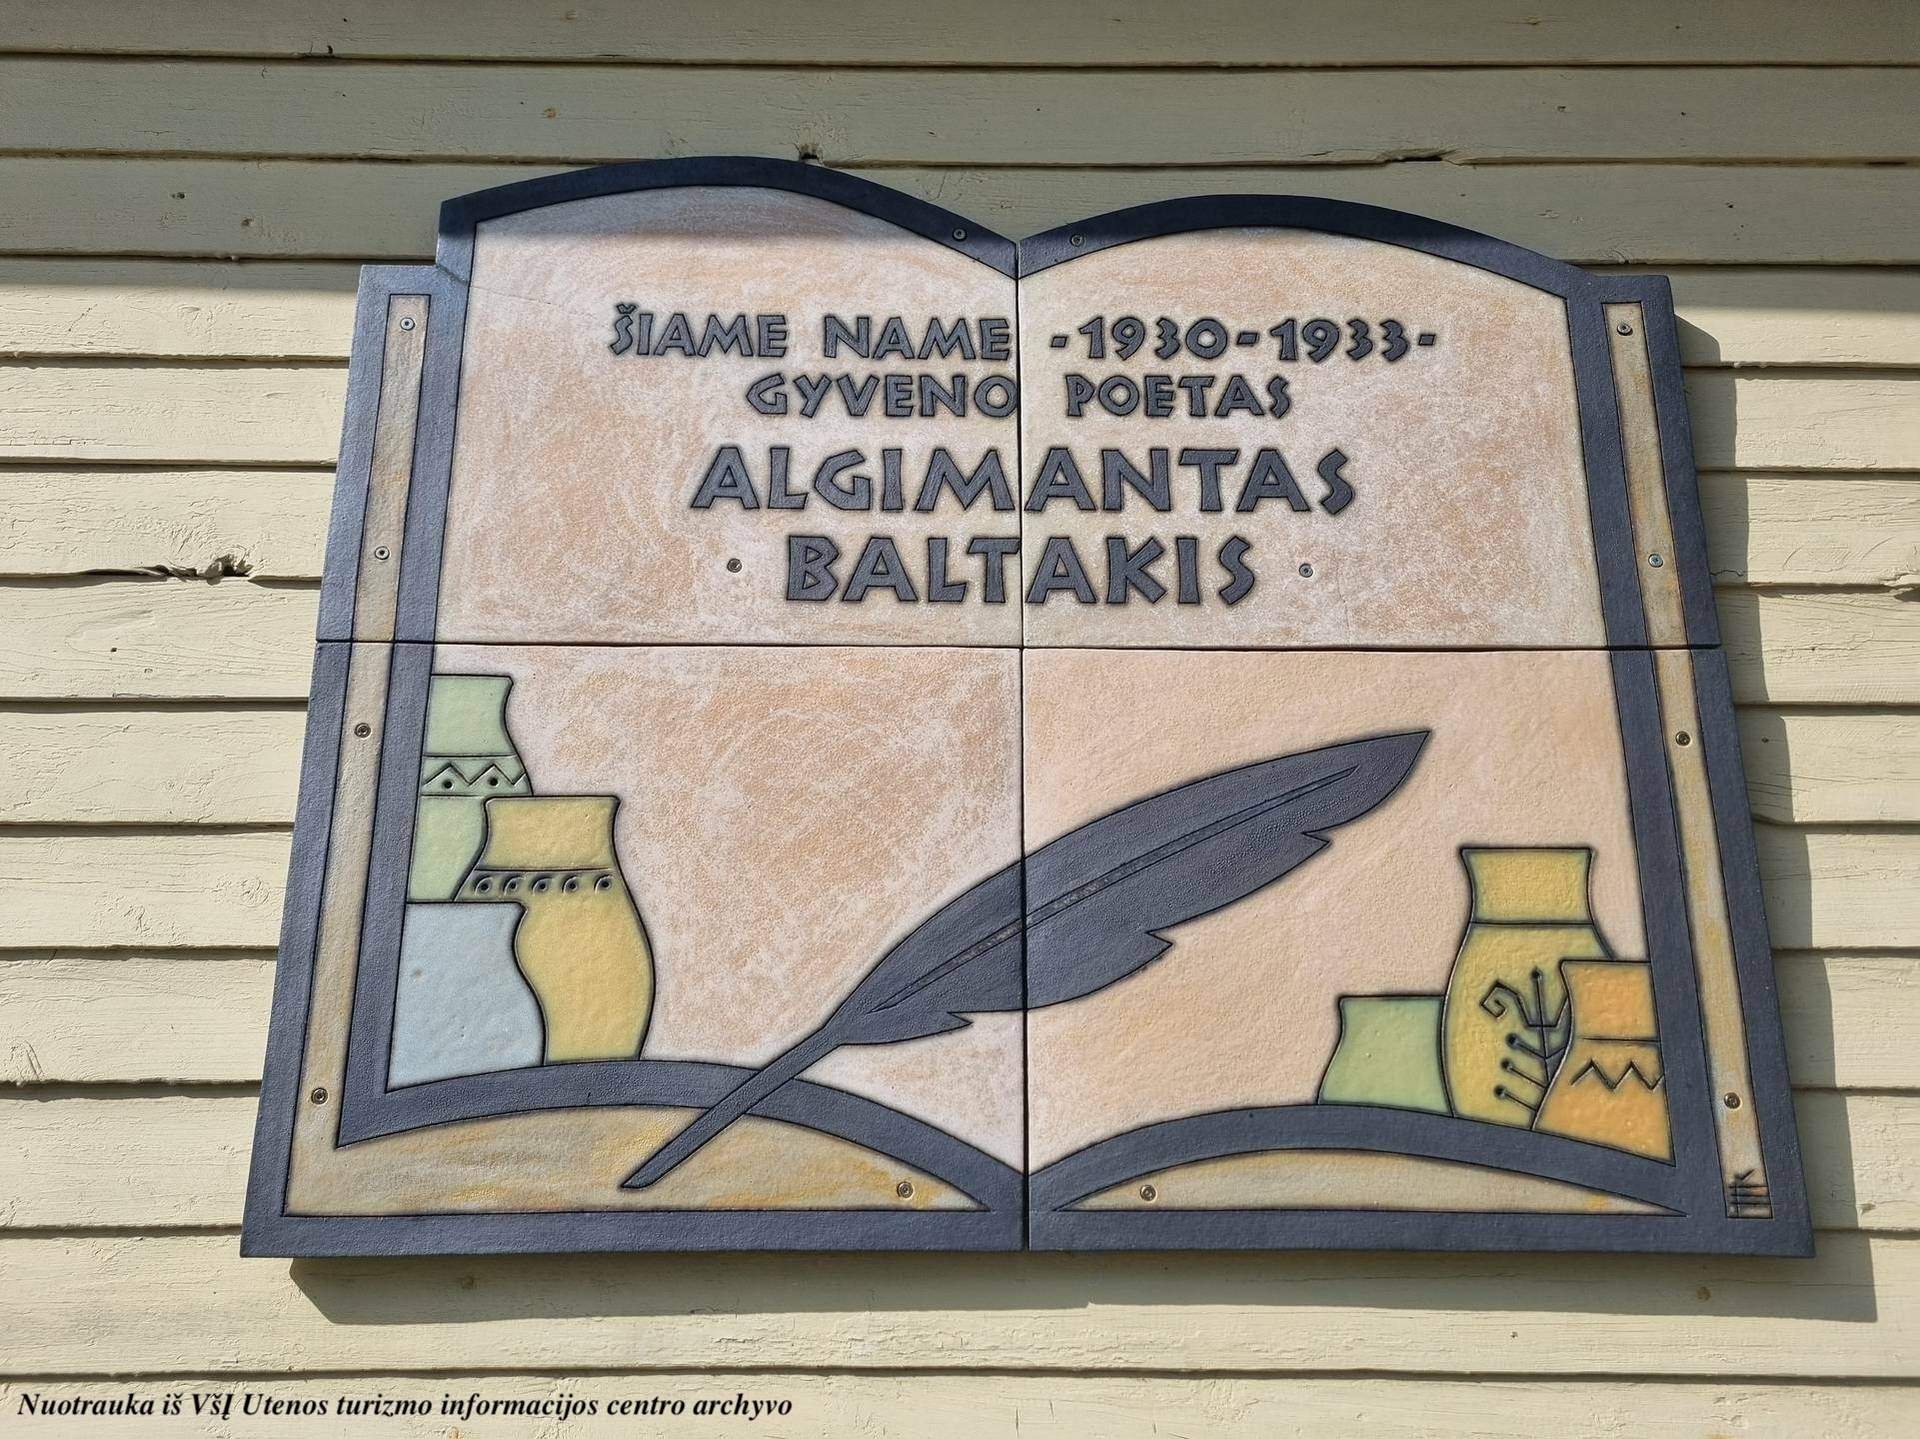 ŠIAME NAME -1930-1933-
GYVENO POETAS
ALGIMANTAS
BALTAKIS
Nuotrauka iš VšĮ Utenos turizmo informacijos centro archyvo